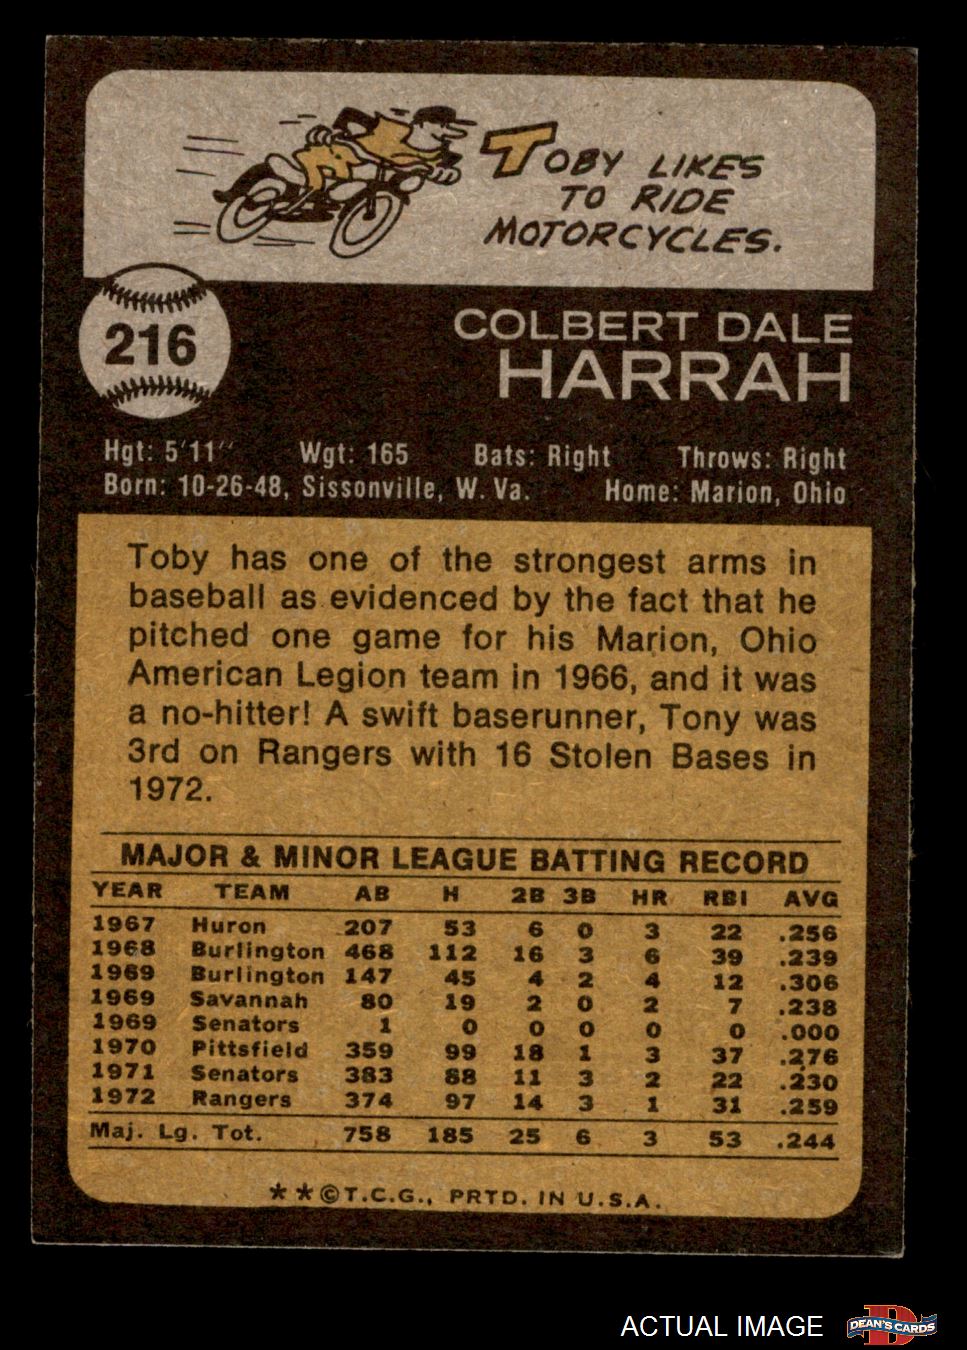 TOBY LIKES
TO RIDE
MOTORCYCLES.
216
COLBERT DALE
HARRAH
Hgt: 5'11" Wgt: 165 Bats: Right Throws: Right
Born: 10-26-48, Sissonville, W. Va. Home: Marion, Ohio
Toby has one of the strongest arms in
baseball as evidenced by the fact that he
pitched one game for his Marion, Ohio
American Legion team in 1966, and it was
a no-hitter! A swift baserunner, Tony was
3rd on Rangers with 16 Stolen Bases in
1972.
MAJOR & MINOR LEAGUE BATTING RECORD
YEAR TEAM AB H 2B 3B HR RBI AVG
1967 Huron 207 53 6 0 3 22 .256
1968 Burlington 468 112 16 3 6 39 .239
1969 Burlington 147 45 4 2 4 12 .306
1969 Savannah 80 19 2 0 2 7 .238
1969 Senators 1 0 0 0 0 0 .000
1970 Pittsfield 359 99 18 1 3 37 .276
1971 Senators 383 88 11 3 2 22 .230
1972 Rangers 374 97 14 3 1 31 .259
Maj. Lg. Tot. 758 185 25 6 3 53 .244
**©T.C.G., PRTD. IN U.S.A.
ACTUAL IMAGE
D
DEAN'S CARDS